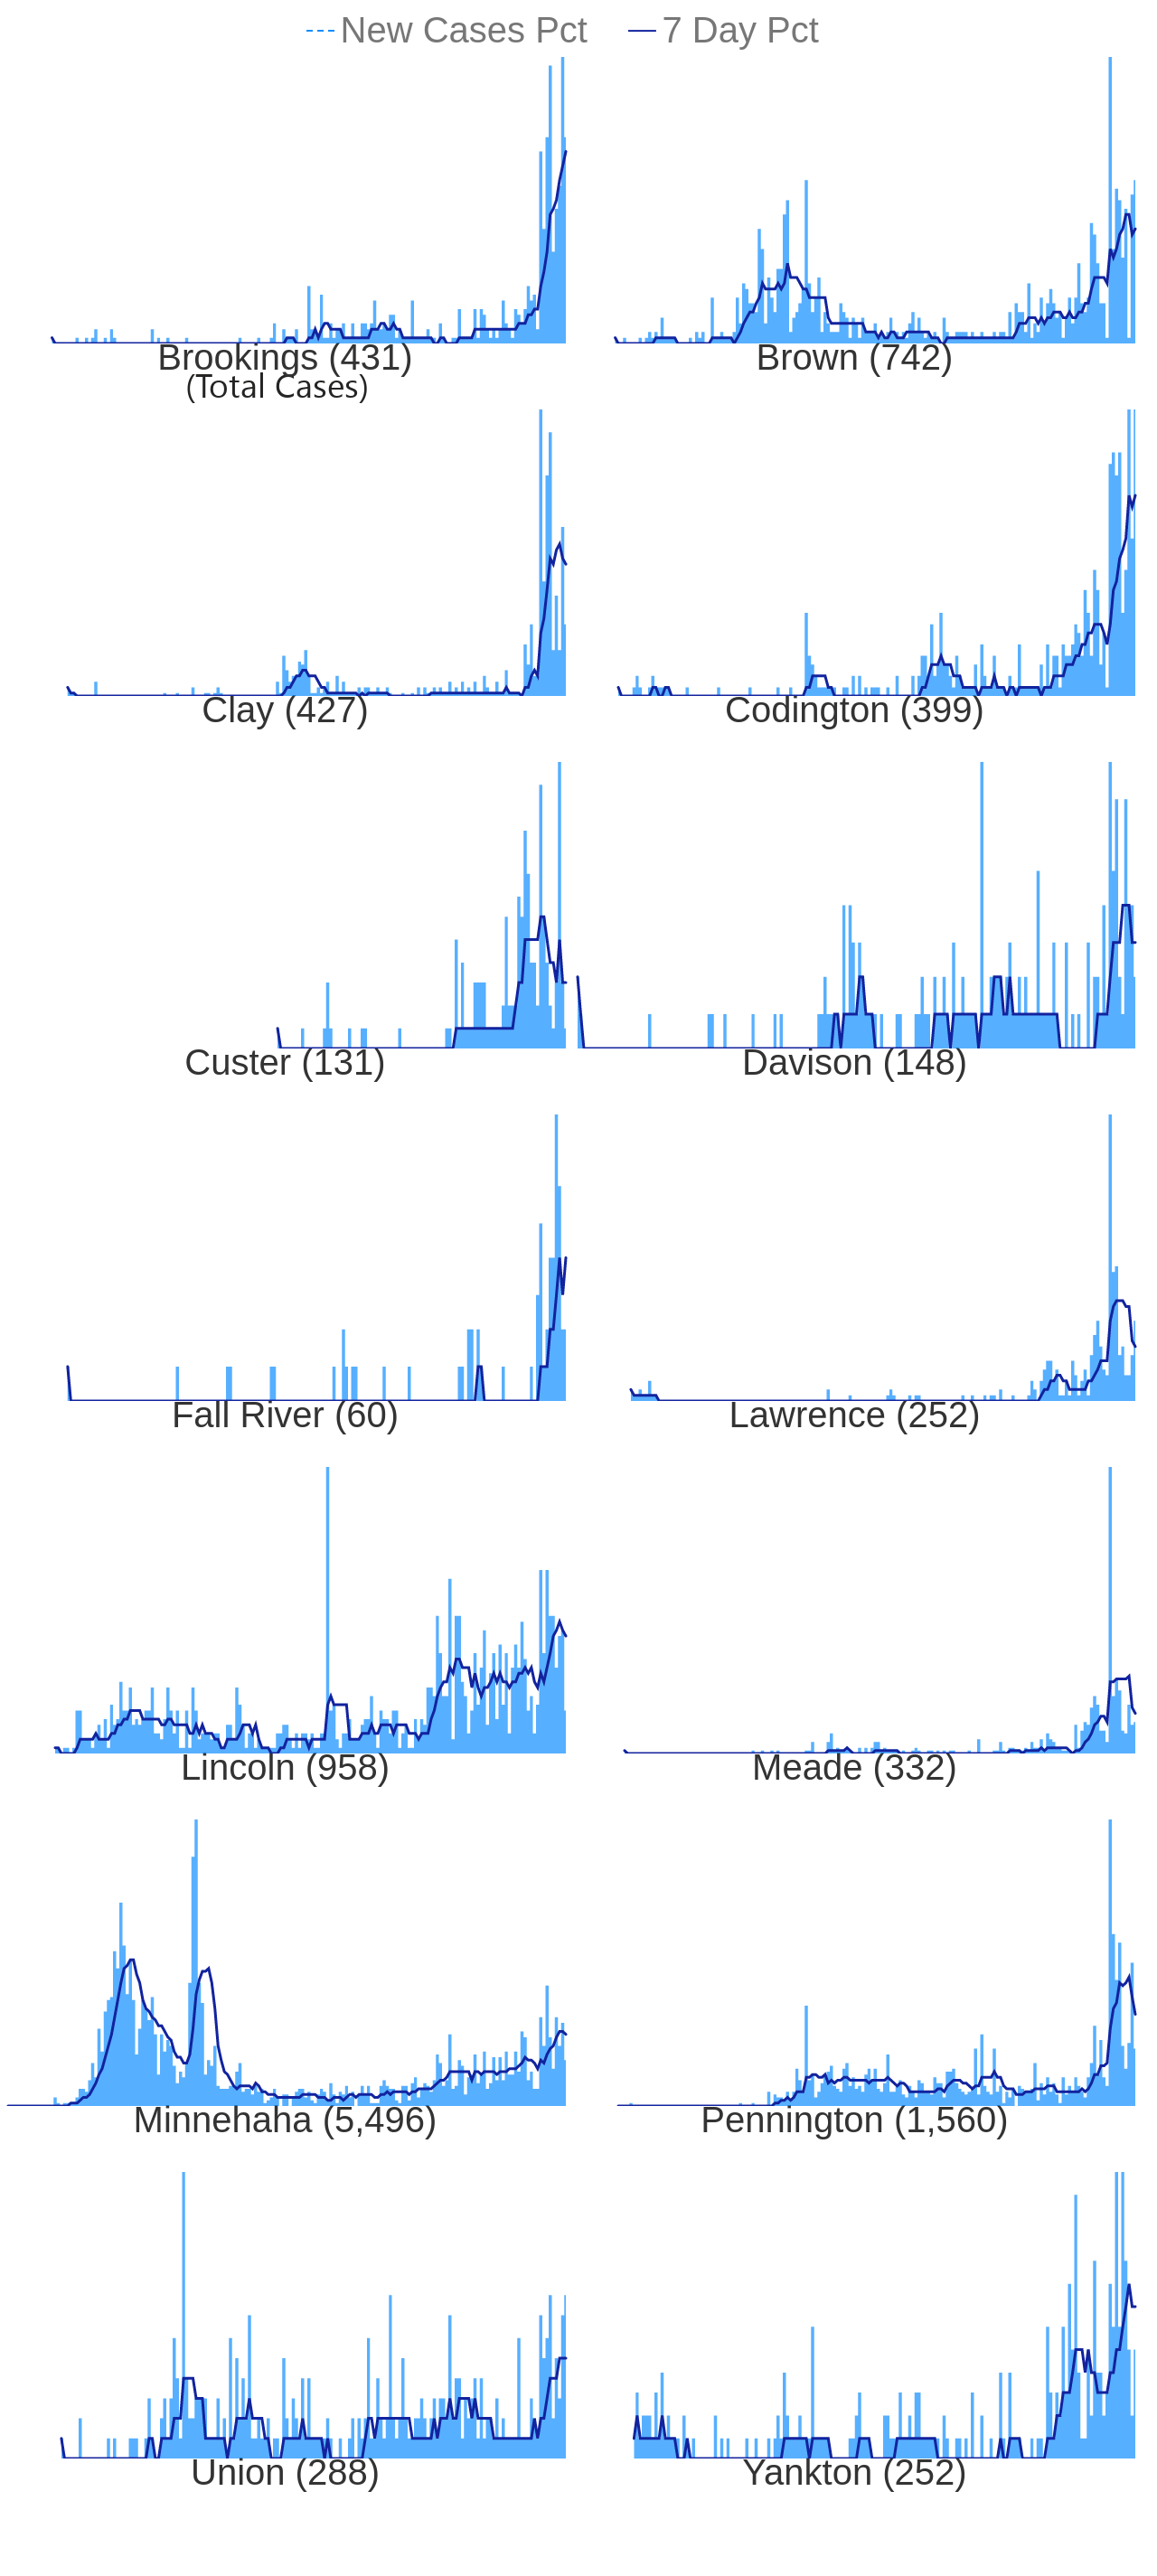 New Cases Pct 7 Day Pct
Brookings (431) Brown (742)
(Total Cases)
Clay (427) Codington (399)
Custer (131) Davison (148)
Fall River (60) Lawrence (252)
Lincoln (958) Meade (332)
Minnehaha (5,496) Pennington (1,560)
Union (288) Yankton (252)